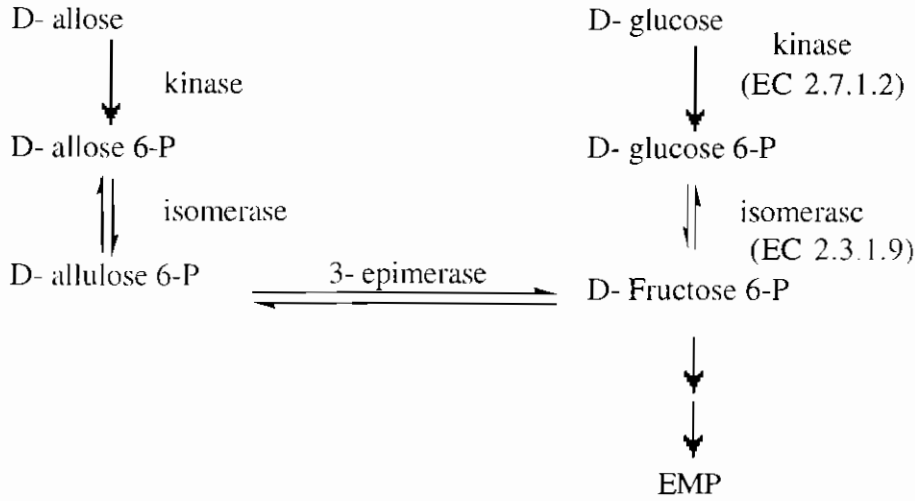 D- allose
kinase
D- allose 6-P
isomerase
D- allulose 6-P
3- epimerase
D- glucose
kinase
(EC 2.7.1.2)
D- glucose 6-P
isomerase
(EC 2.3.1.9)
D- Fructose 6-P
EMP